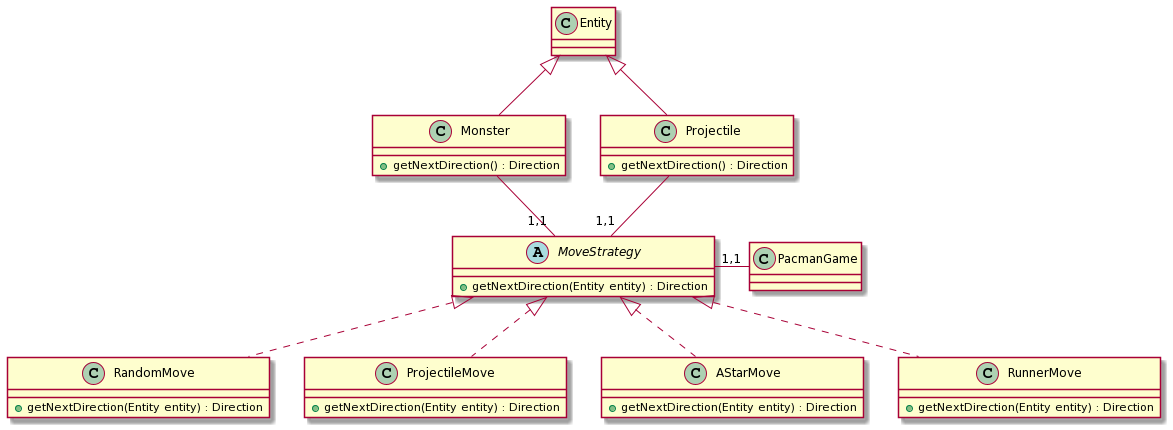 C Entity
C Monster
getNextDirection() : Direction
C Projectile
getNextDirection() : Direction
1,1
1,1
A MoveStrategy
getNextDirection(Entity entity) : Direction
1,1
C PacmanGame
C RandomMove
getNextDirection(Entity entity) : Direction
C ProjectileMove
getNextDirection(Entity entity) : Direction
C AStarMove
getNextDirection(Entity entity) : Direction
C RunnerMove
getNextDirection(Entity entity) : Direction